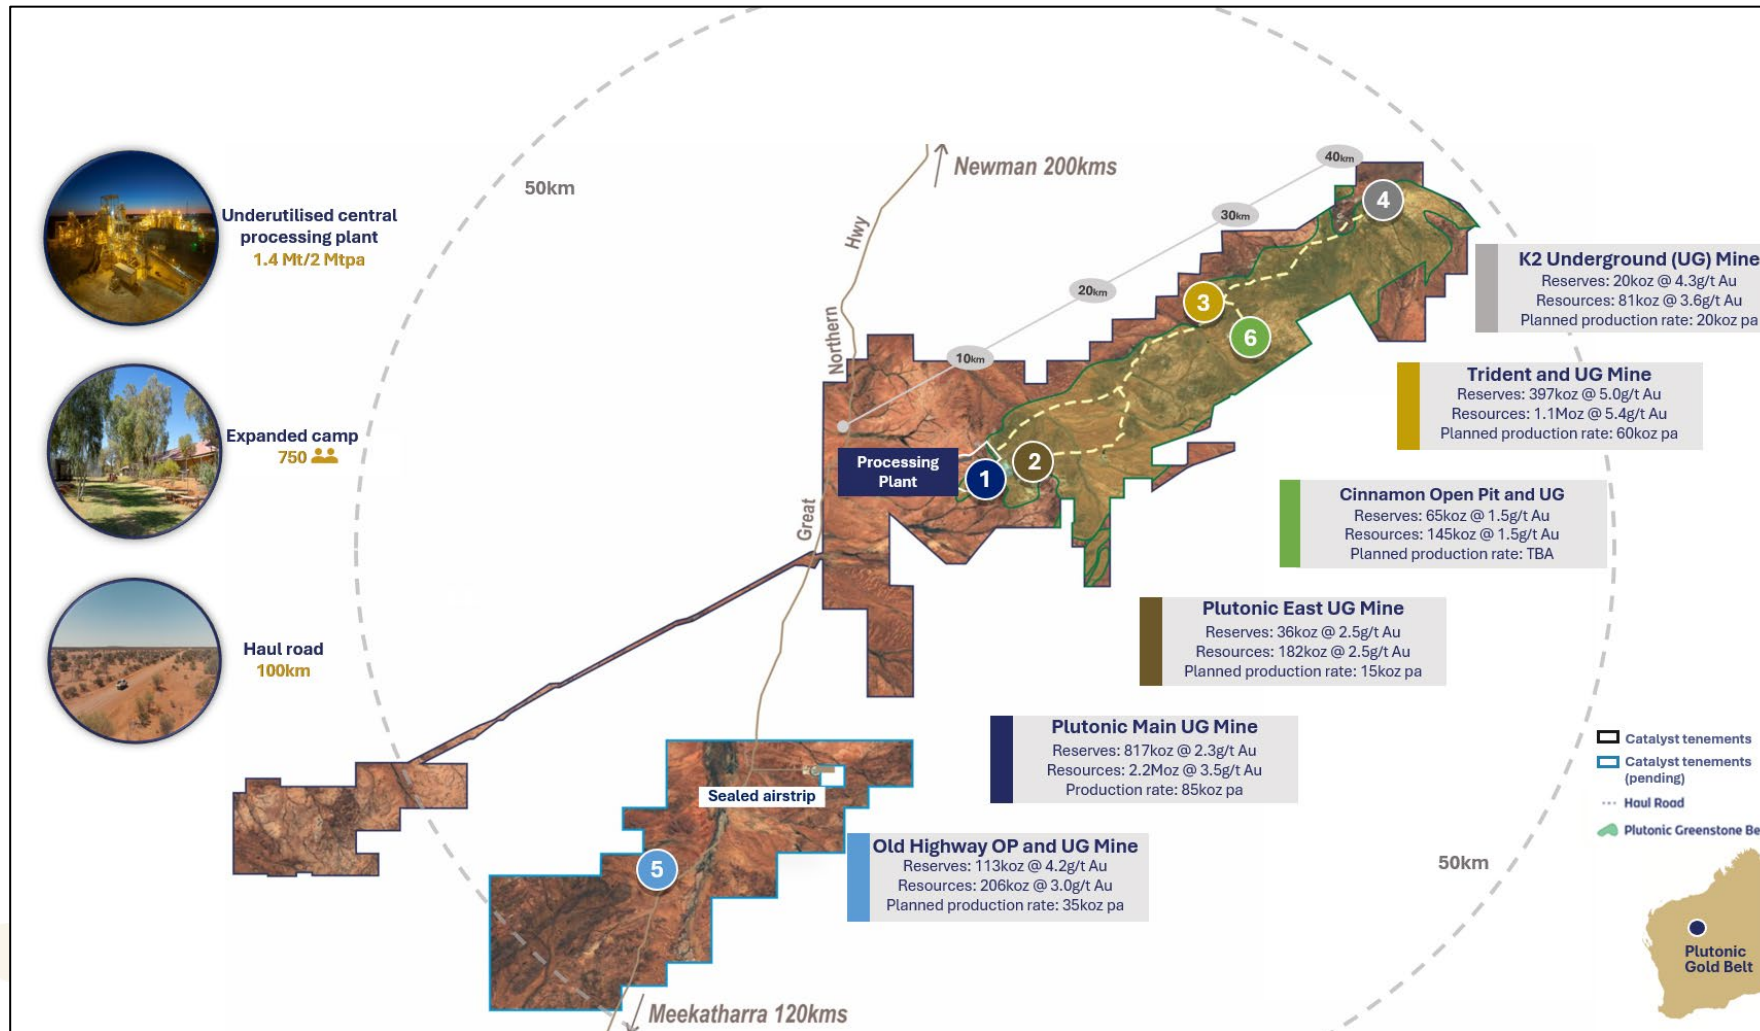 50km
Newman 200kms
40km
30km
20km
10km
Hwy
Northern
Great
4
3
6
2
1
5
Underutilised central
processing plant
1.4 Mt/2 Mtpa
Expanded camp
750
Haul road
100km
Processing
Plant
Sealed airstrip
K2 Underground (UG) Mine
Reserves: 20koz @ 4.3g/t Au
Resources: 81koz @ 3.6g/t Au
Planned production rate: 20koz pa
Trident and UG Mine
Reserves: 397koz @ 5.0g/t Au
Resources: 1.1Moz @ 5.4g/t Au
Planned production rate: 60koz pa
Cinnamon Open Pit and UG
Reserves: 65koz @ 1.5g/t Au
Resources: 145koz @ 1.5g/t Au
Planned production rate: TBA
Plutonic East UG Mine
Reserves: 36koz @ 2.5g/t Au
Resources: 182koz @ 2.5g/t Au
Planned production rate: 15koz pa
Plutonic Main UG Mine
Reserves: 817koz @ 2.3g/t Au
Resources: 2.2Moz @ 3.5g/t Au
Production rate: 85koz pa
Old Highway OP and UG Mine
Reserves: 113koz @ 4.2g/t Au
Resources: 206koz @ 3.0g/t Au
Planned production rate: 35koz pa
Catalyst tenements
Catalyst tenements
(pending)
Haul Road
Plutonic Greenstone Be
50km
Plutonic
Gold Belt
Meekatharra 120kms